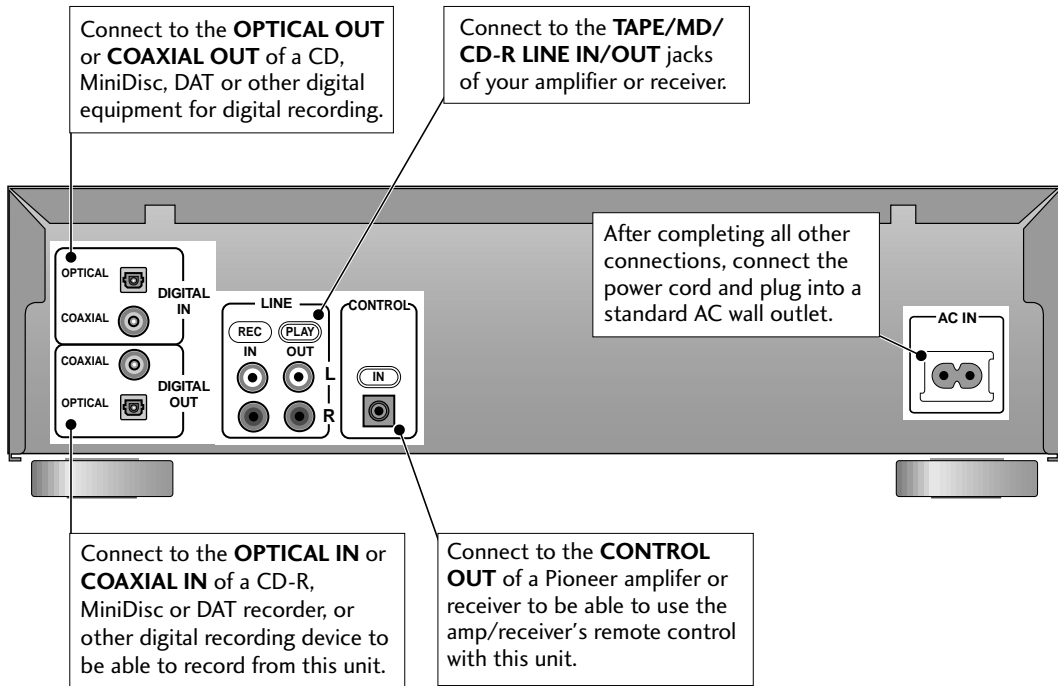 Connect to the OPTICAL OUT
or COAXIAL OUT of a CD,
MiniDisc, DAT or other digital
equipment for digital recording.
Connect to the TAPE/MD/
CD-R LINE IN/OUT jacks
of your amplifier or receiver.
After completing all other
connections, connect the
power cord and plug into a
standard AC wall outlet.
OPTICAL
COAXIAL
DIGITAL
IN
COAXIAL
OPTICAL
DIGITAL
OUT
LINE
REC PLAY
IN OUT
L
R
CONTROL
IN
AC IN
Connect to the OPTICAL IN or
COAXIAL IN of a CD-R,
MiniDisc or DAT recorder, or
other digital recording device to
be able to record from this unit.
Connect to the CONTROL
OUT of a Pioneer amplifer or
receiver to be able to use the
amp/receiver's remote control
with this unit.